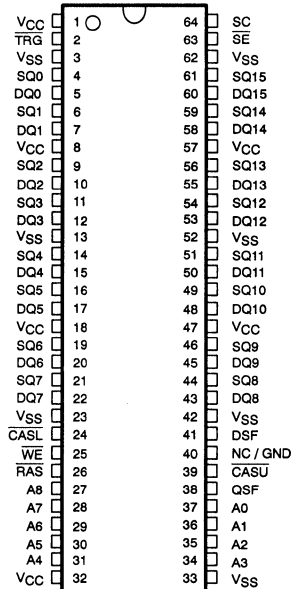 VCC 1 64 SC
TRG 2 63 SE
VSS 3 62 VSS
SQ0 4 61 SQ15
DQ0 5 60 DQ15
SQ1 6 59 SQ14
DQ1 7 58 DQ14
VCC 8 57 VCC
SQ2 9 56 SQ13
DQ2 10 55 DQ13
SQ3 11 54 SQ12
DQ3 12 53 DQ12
VSS 13 52 VSS
SQ4 14 51 SQ11
DQ4 15 50 DQ11
SQ5 16 49 SQ10
DQ5 17 48 DQ10
VCC 18 47 VCC
SQ6 19 46 SQ9
DQ6 20 45 DQ9
SQ7 21 44 SQ8
DQ7 22 43 DQ8
VSS 23 42 VSS
CASL 24 41 DSF
WE 25 40 NC / GND
RAS 26 39 CASU
A8 27 38 QSF
A7 28 37 A0
A6 29 36 A1
A5 30 35 A2
A4 31 34 A3
VCC 32 33 VSS